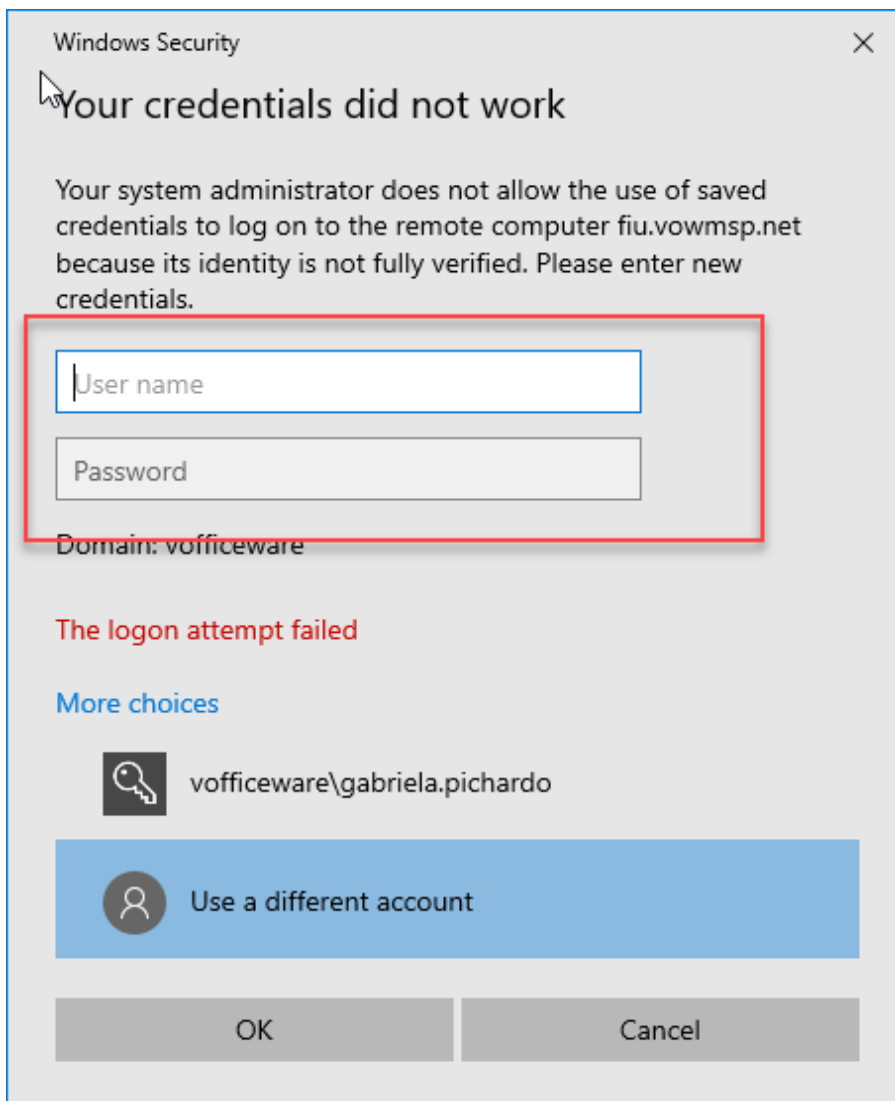 Windows Security
Your credentials did not work
Your system administrator does not allow the use of saved
credentials to log on to the remote computer fiu.vowmsp.net
because its identity is not fully verified. Please enter new
credentials.
User name
Password
Domain: vofficeware
The logon attempt failed
More choices
vofficeware\gabriela.pichardo
Use a different account
OK
Cancel